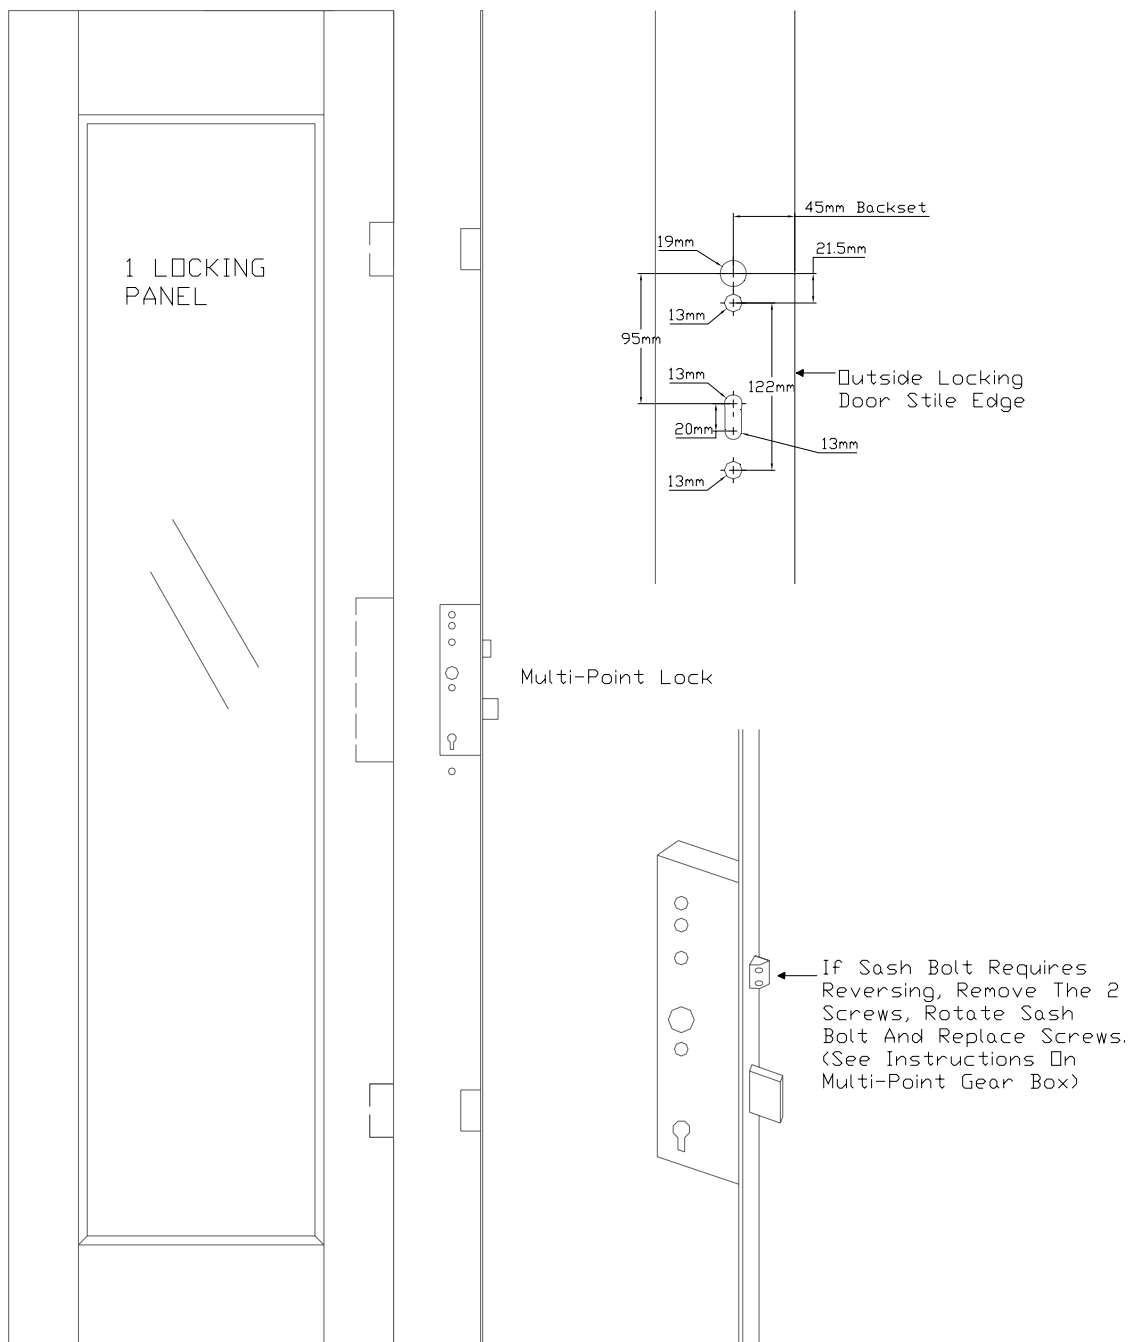 1 LOCKING
PANEL
45mm Backset
19mm
21.5mm
13mm
95mm
13mm
122mm
Outside Locking
Door Stile Edge
20mm
13mm
13mm
Multi-Point Lock
If Sash Bolt Requires
Reversing, Remove The 2
Screws, Rotate Sash
Bolt And Replace Screws.
(See Instructions On
Multi-Point Gear Box)